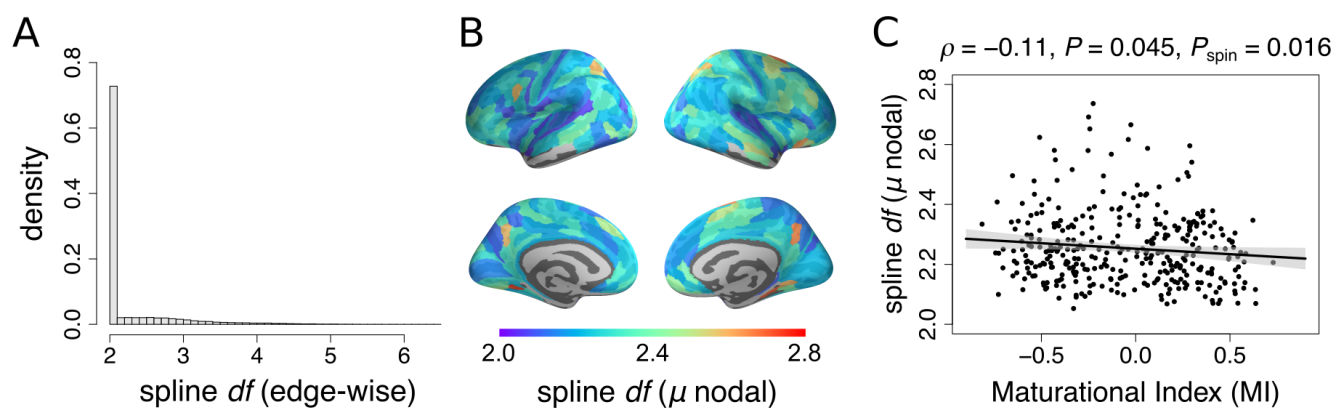 A
density
0.0
0.2
0.4
0.6
0.8
2
3
4
5
6
spline df (edge-wise)
B
2.0
2.4
2.8
spline df (μ nodal)
C
ρ = −0.11, P = 0.045, Pspin = 0.016
spline df (μ nodal)
2.0
2.2
2.4
2.6
2.8
−0.5
0.0
0.5
Maturational Index (MI)